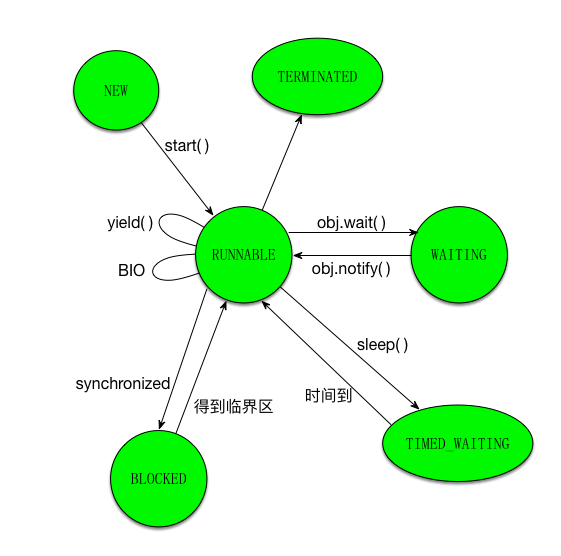 TERMINATED
NEW
start()
yield()
obj.wait()
RUNNABLE
WAITING
BIO
obj.notify()
sleep()
synchronized
时间到
得到临界区
TIMED_WAITING
BLOCKED